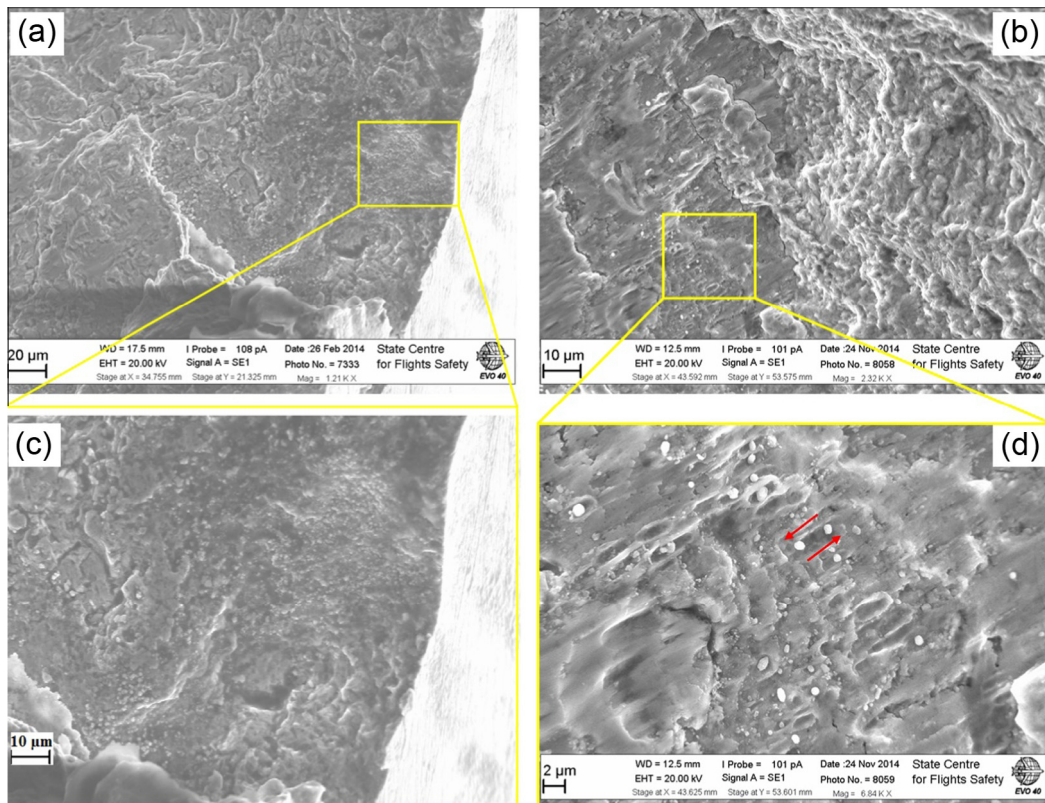 (a)
20 µm
WD = 17.5 mm
EHT = 20.00 kV
Stage at X = 34.755 mm
I Probe = 108 pA
Signal A = SE1
Stage at Y = 21.325 mm
Date :26 Feb 2014
Photo No. = 7333
Mag = 1.21 K X
State Centre
for Flights Safety
EVO 40
(b)
10 µm
WD = 12.5 mm
EHT = 20.00 kV
Stage at X = 43.592 mm
I Probe = 101 pA
Signal A = SE1
Stage at Y = 53.575 mm
Date :24 Nov 2014
Photo No. = 8058
Mag = 2.32 K X
State Centre
for Flights Safety
EVO 40
(c)
10 µm
(d)
2 µm
WD = 12.5 mm
EHT = 20.00 kV
Stage at X = 43.625 mm
I Probe = 101 pA
Signal A = SE1
Stage at Y = 53.601 mm
Date :24 Nov 2014
Photo No. = 8059
Mag = 6.84 K X
State Centre
for Flights Safety
EVO 40